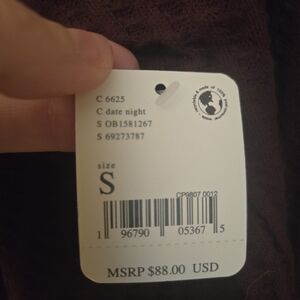 C 6625
C date night
S OB1581267
S 69273787
size
S
CP9807 0012
1 96790 05367 5
MSRP $88.00 USD